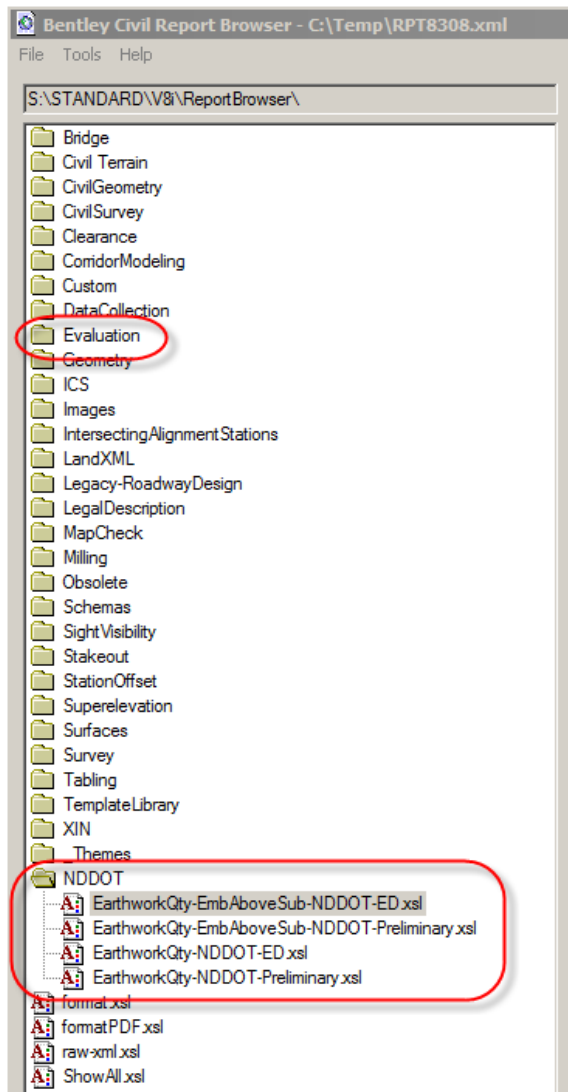 Bentley Civil Report Browser - C:\Temp\RPT8308.xml
File Tools Help
S:\STANDARD\V8i\ReportBrowser\
Bridge
Civil Terrain
CivilGeometry
CivilSurvey
Clearance
CorridorModeling
Custom
DataCollection
Evaluation
Geometry
ICS
Images
IntersectingAlignmentStations
LandXML
Legacy-RoadwayDesign
LegalDescription
MapCheck
Milling
Obsolete
Schemas
SightVisibility
Stakeout
StationOffset
Superelevation
Surfaces
Survey
Tabling
TemplateLibrary
XIN
_Themes
NDDOT
EarthworkQty-EmbAboveSub-NDDOT-ED.xsl
EarthworkQty-EmbAboveSub-NDDOT-Preliminary.xsl
EarthworkQty-NDDOT-ED.xsl
EarthworkQty-NDDOT-Preliminary.xsl
format.xsl
formatPDF.xsl
raw-xml.xsl
ShowAll.xsl